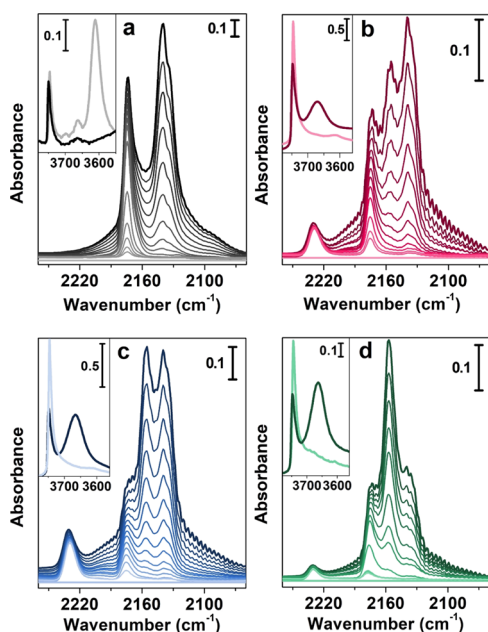 a
0.1
0.1
3700 3600
Absorbance
2220 2160 2100
Wavenumber (cm-1)
b
0.5
0.1
3700 3600
Absorbance
2220 2160 2100
Wavenumber (cm-1)
c
0.5
0.1
3700 3600
Absorbance
2220 2160 2100
Wavenumber (cm-1)
d
0.1
0.1
3700 3600
Absorbance
2220 2160 2100
Wavenumber (cm-1)